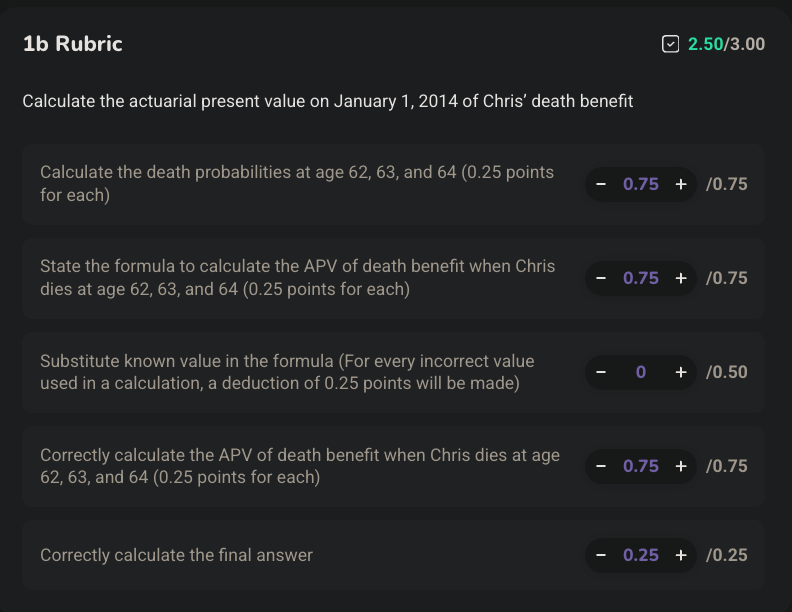 1b Rubric
2.50/3.00
Calculate the actuarial present value on January 1, 2014 of Chris’ death benefit
Calculate the death probabilities at age 62, 63, and 64 (0.25 points
for each)
− 0.75 + /0.75
State the formula to calculate the APV of death benefit when Chris
dies at age 62, 63, and 64 (0.25 points for each)
− 0.75 + /0.75
Substitute known value in the formula (For every incorrect value
used in a calculation, a deduction of 0.25 points will be made)
− 0 + /0.50
Correctly calculate the APV of death benefit when Chris dies at age
62, 63, and 64 (0.25 points for each)
− 0.75 + /0.75
Correctly calculate the final answer
− 0.25 + /0.25